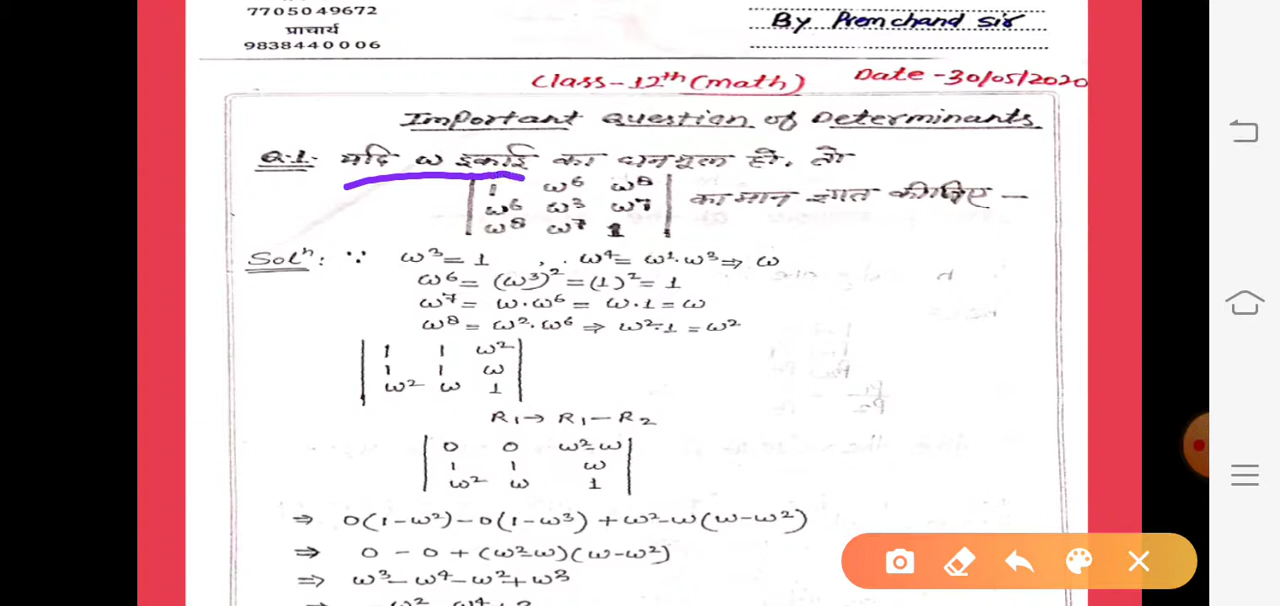 7705049672
प्राचार्य
9838440006
By Premchand sir
Class-12th (math) Date -30/05/2020
Important Question of Determinants
Q.1. यदि ω इकाई का घनमूल हो, तो
| 1 ω⁶ ω⁸ |
| ω⁶ ω³ ω⁷ | का मान ज्ञात कीजिए -
| ω⁸ ω⁷ 1 |
Solⁿ: ∵ ω³ = 1 , . ω⁴ = ω¹.ω³ ⇒ ω
ω⁶ = (ω³)² = (1)² = 1
ω⁷ = ω.ω⁶ = ω.1 = ω
ω⁸ = ω².ω⁶ ⇒ ω².1 = ω²
| 1 1 ω² |
| 1 1 ω |
| ω² ω 1 |
R₁ → R₁ - R₂
| 0 0 ω²-ω |
| 1 1 ω |
| ω² ω 1 |
⇒ 0(1-ω²) - 0(1-ω³) + ω²-ω(ω-ω²)
⇒ 0 - 0 + (ω²-ω)(ω-ω²)
⇒ ω³ - ω⁴ - ω² + ω³